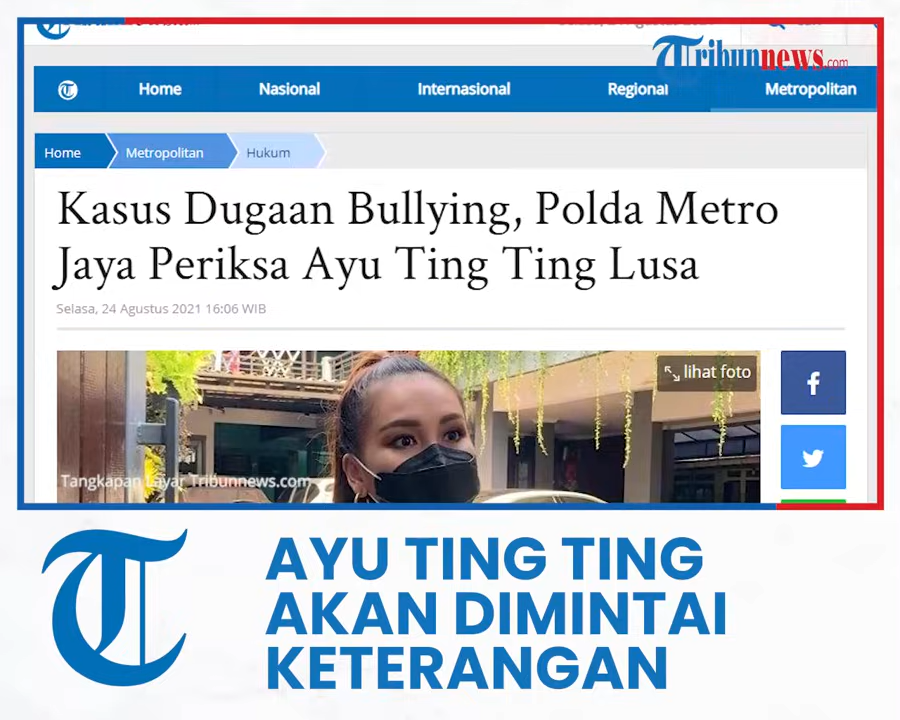 Tribunnews.com
Home Nasional Internasional Regional Metropolitan
Home Metropolitan Hukum
Kasus Dugaan Bullying, Polda Metro
Jaya Periksa Ayu Ting Ting Lusa
Selasa, 24 Agustus 2021 16:06 WIB
lihat foto
Tangkapan Layar Tribunnews.com
AYU TING TING
AKAN DIMINTAI
KETERANGAN